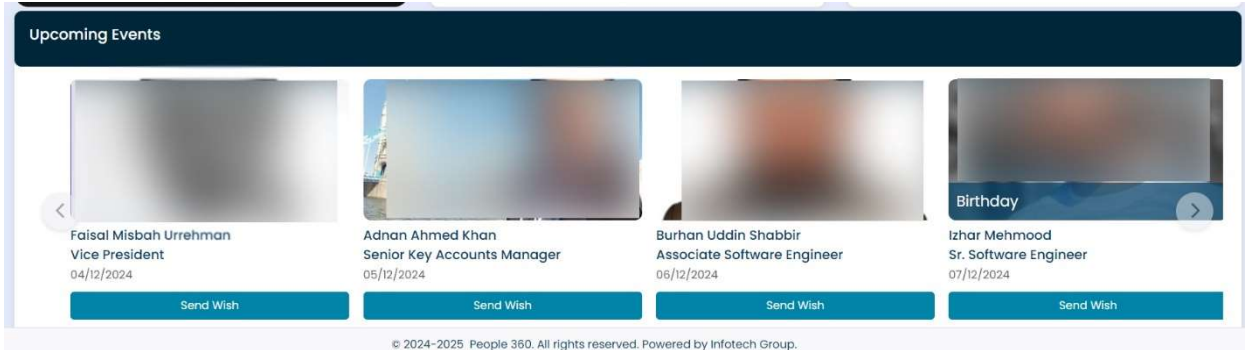 Upcoming Events
Birthday
Faisal Misbah Urrehman
Vice President
04/12/2024
Send Wish
Adnan Ahmed Khan
Senior Key Accounts Manager
05/12/2024
Send Wish
Burhan Uddin Shabbir
Associate Software Engineer
06/12/2024
Send Wish
Izhar Mehmood
Sr. Software Engineer
07/12/2024
Send Wish
© 2024-2025 People 360. All rights reserved. Powered by Infotech Group.